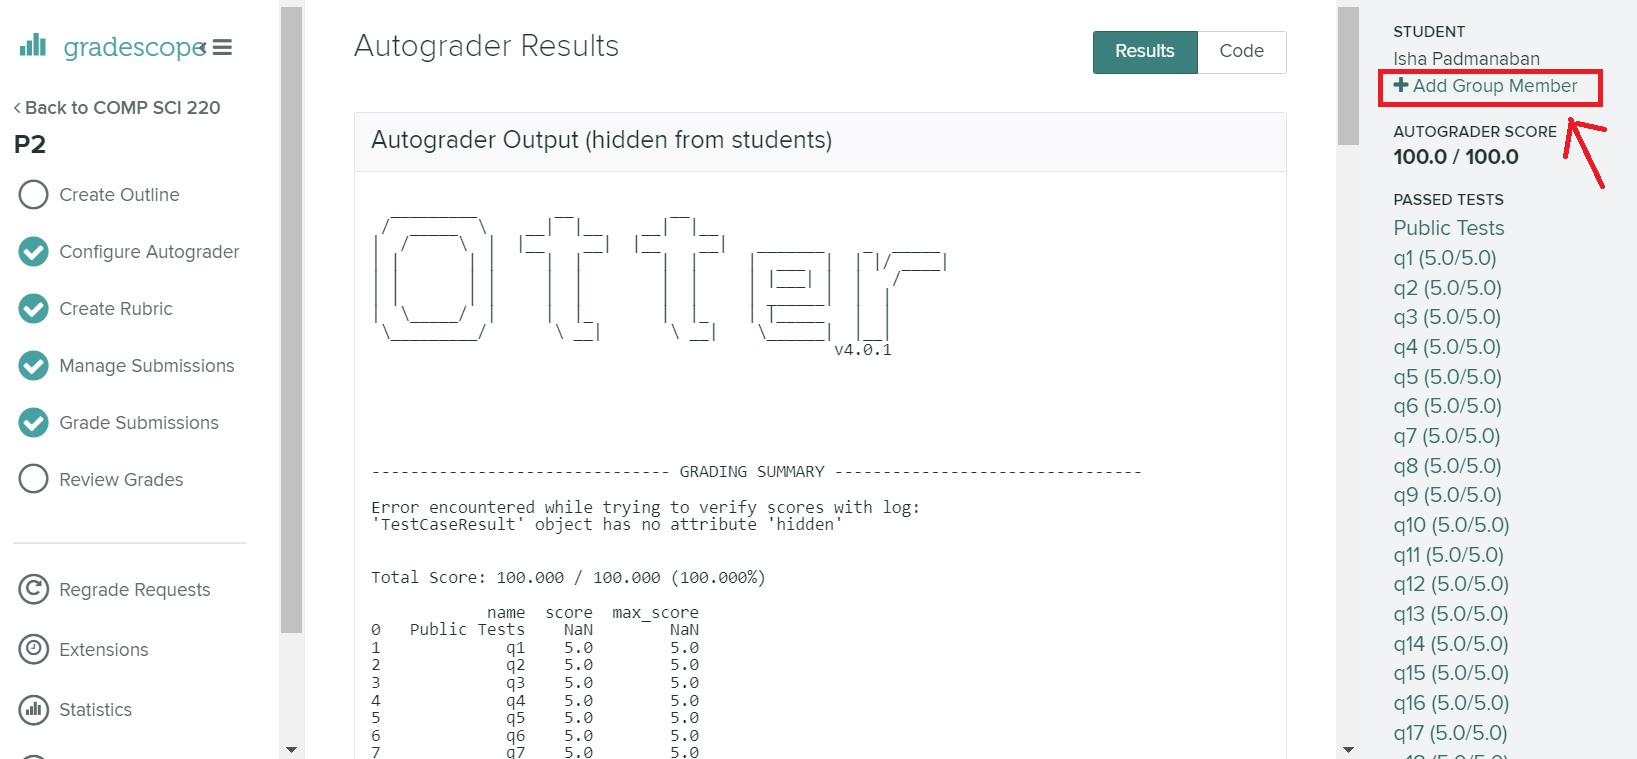 gradescope
Back to COMP SCI 220
P2
Create Outline
Configure Autograder
Create Rubric
Manage Submissions
Grade Submissions
Review Grades
Regrade Requests
Extensions
Statistics
Autograder Results
Results
Code
Autograder Output (hidden from students)
Otter
v4.0.1
------------------------------- GRADING SUMMARY --------------------------------
Error encountered while trying to verify scores with log:
'TestCaseResult' object has no attribute 'hidden'
Total Score: 100.000 / 100.000 (100.000%)
name score max_score
0 Public Tests NaN NaN
1 q1 5.0 5.0
2 q2 5.0 5.0
3 q3 5.0 5.0
4 q4 5.0 5.0
5 q5 5.0 5.0
6 q6 5.0 5.0
7 q7 5.0 5.0
STUDENT
Isha Padmanaban
+ Add Group Member
AUTOGRADER SCORE
100.0 / 100.0
PASSED TESTS
Public Tests
q1 (5.0/5.0)
q2 (5.0/5.0)
q3 (5.0/5.0)
q4 (5.0/5.0)
q5 (5.0/5.0)
q6 (5.0/5.0)
q7 (5.0/5.0)
q8 (5.0/5.0)
q9 (5.0/5.0)
q10 (5.0/5.0)
q11 (5.0/5.0)
q12 (5.0/5.0)
q13 (5.0/5.0)
q14 (5.0/5.0)
q15 (5.0/5.0)
q16 (5.0/5.0)
q17 (5.0/5.0)